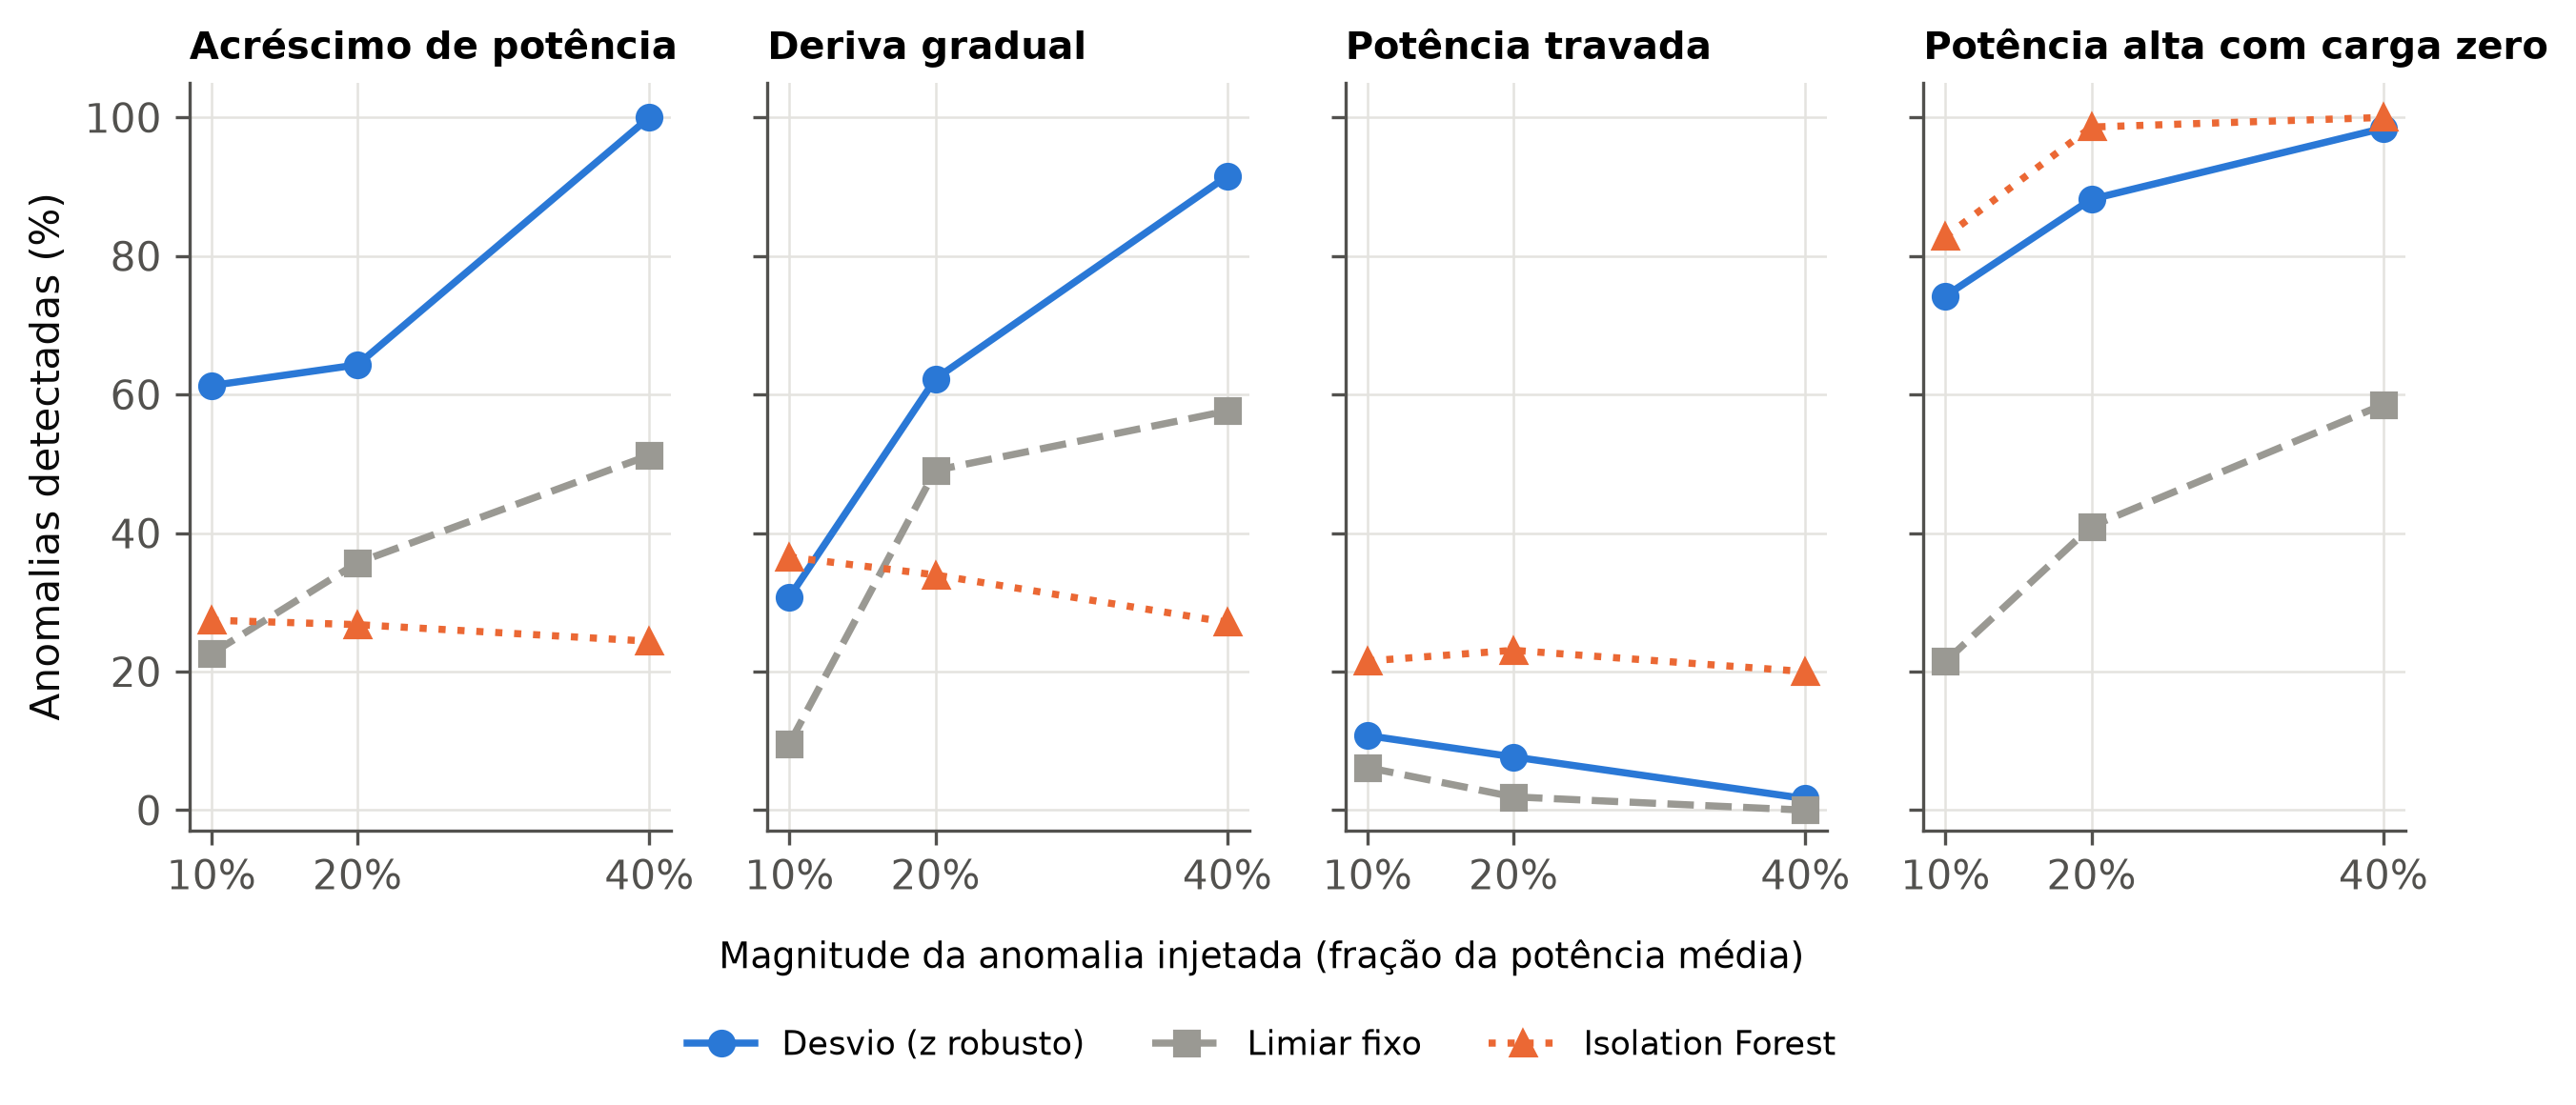 Acréscimo de potência
Deriva gradual
Potência travada
Potência alta com carga zero
Anomalias detectadas (%)
100
80
60
40
20
0
10% 20% 40%
10% 20% 40%
10% 20% 40%
10% 20% 40%
Magnitude da anomalia injetada (fração da potência média)
Desvio (z robusto)
Limiar fixo
Isolation Forest